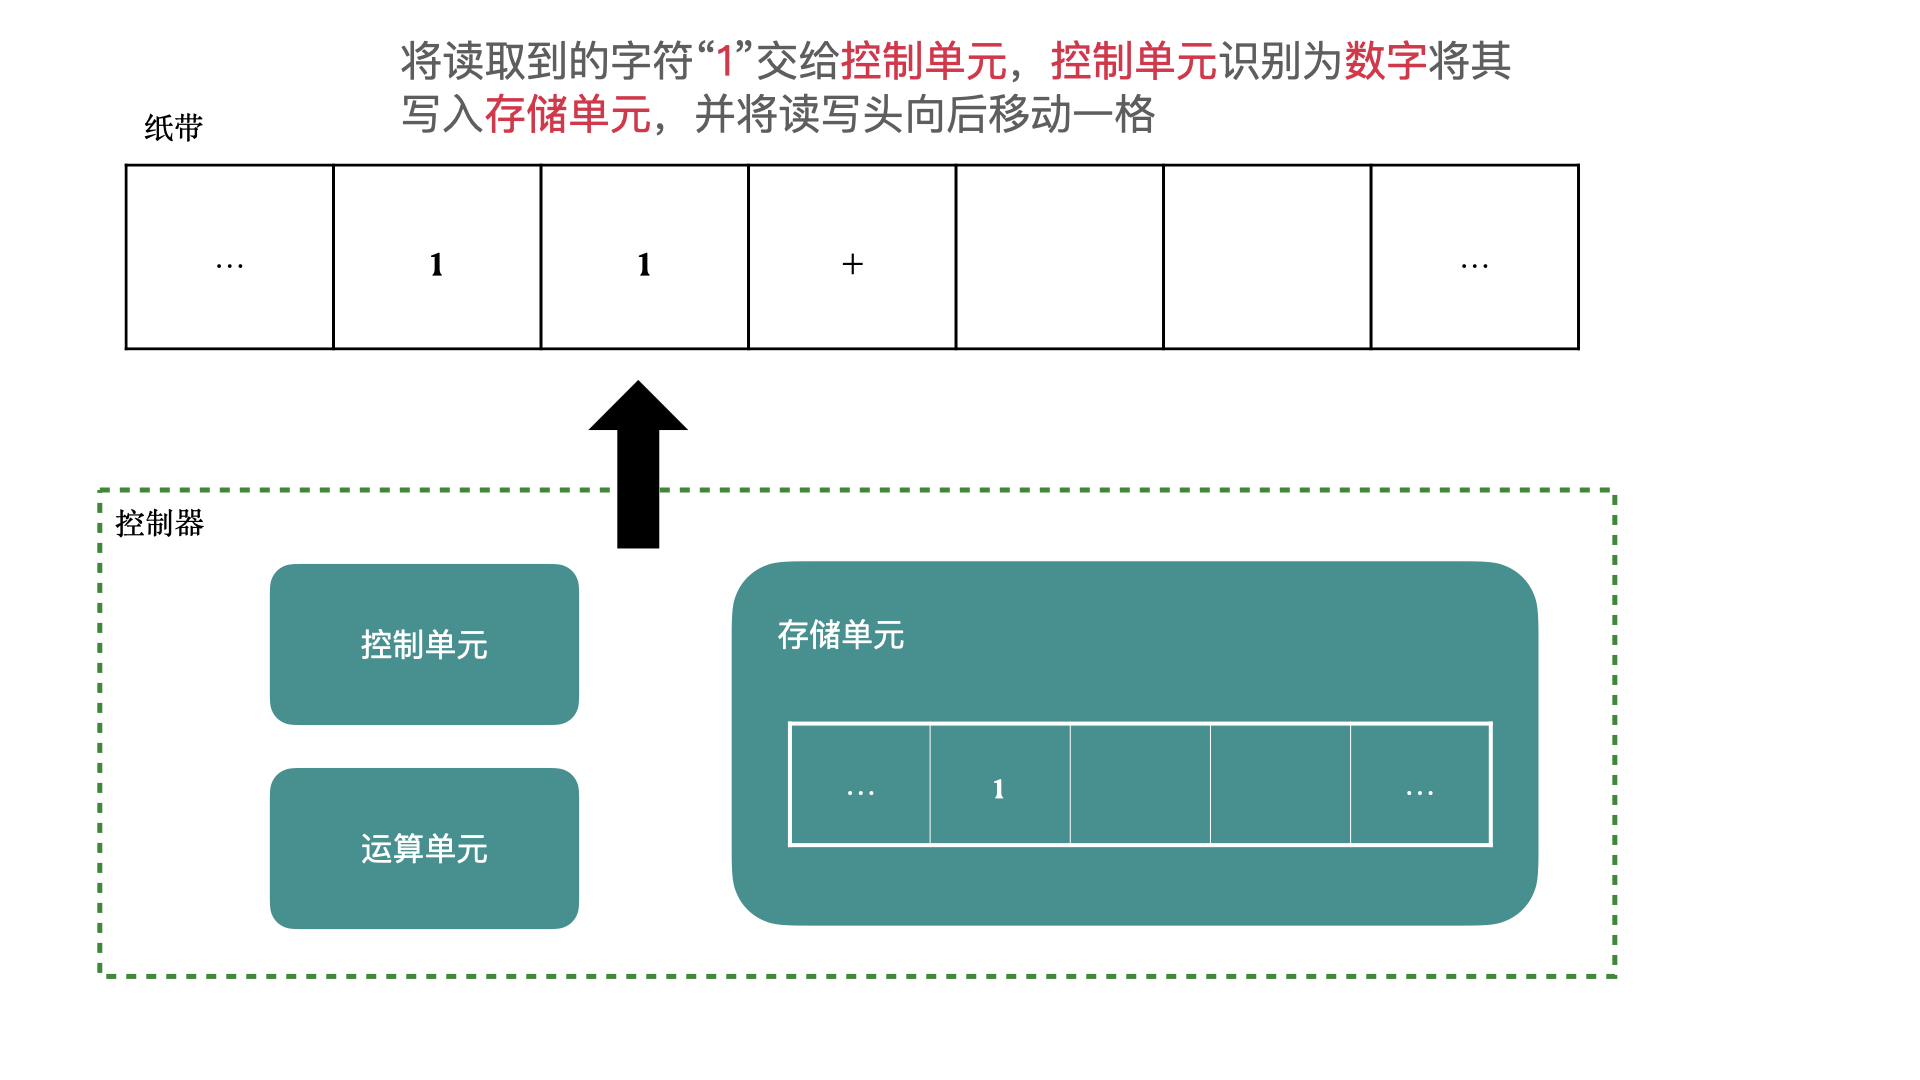 将读取到的字符“1”交给控制单元，控制单元识别为数字将其
写入存储单元，并将读写头向后移动一格
纸带
… 1 1 + …
控制器
控制单元
存储单元
… 1 …
运算单元